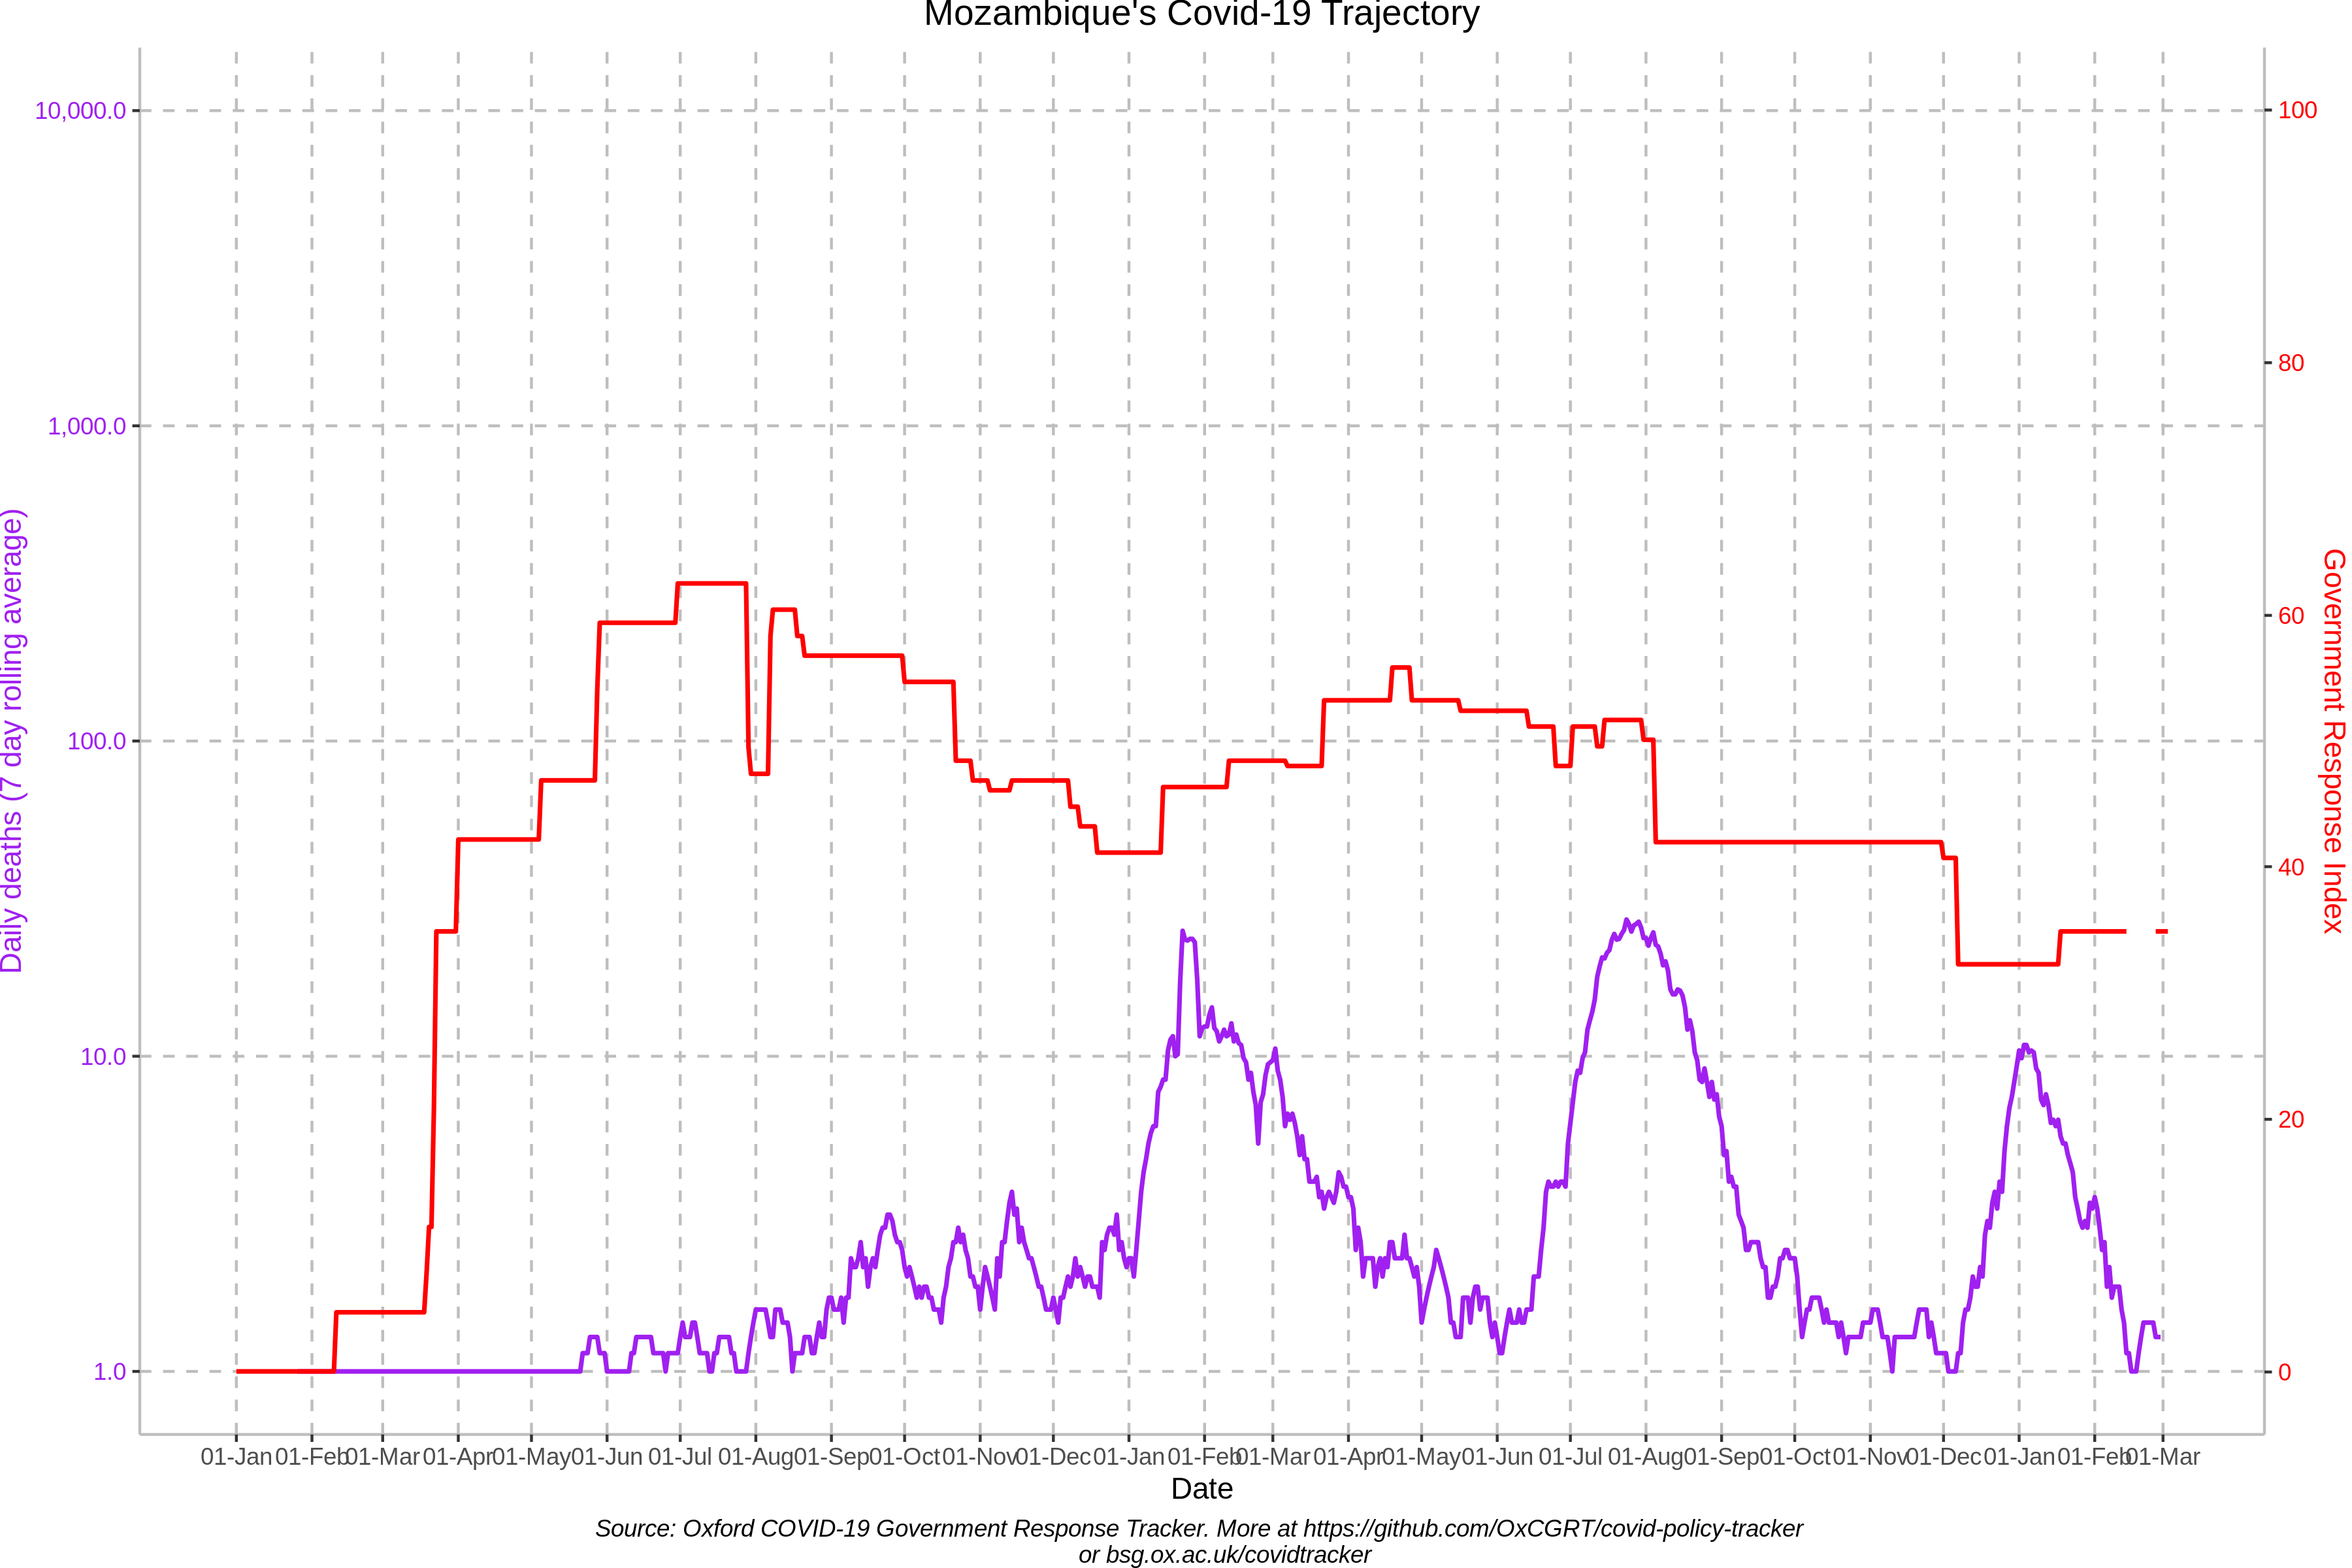 Mozambique's Covid-19 Trajectory
10,000.0
1,000.0
100.0
10.0
1.0
Daily deaths (7 day rolling average)
100
80
60
40
20
0
Government Response Index
01-Jan 01-Feb 01-Mar 01-Apr 01-May 01-Jun 01-Jul 01-Aug 01-Sep 01-Oct 01-Nov 01-Dec 01-Jan 01-Feb 01-Mar 01-Apr 01-May 01-Jun 01-Jul 01-Aug 01-Sep 01-Oct 01-Nov 01-Dec 01-Jan 01-Feb 01-Mar
Date
Source: Oxford COVID-19 Government Response Tracker. More at https://github.com/OxCGRT/covid-policy-tracker
or bsg.ox.ac.uk/covidtracker